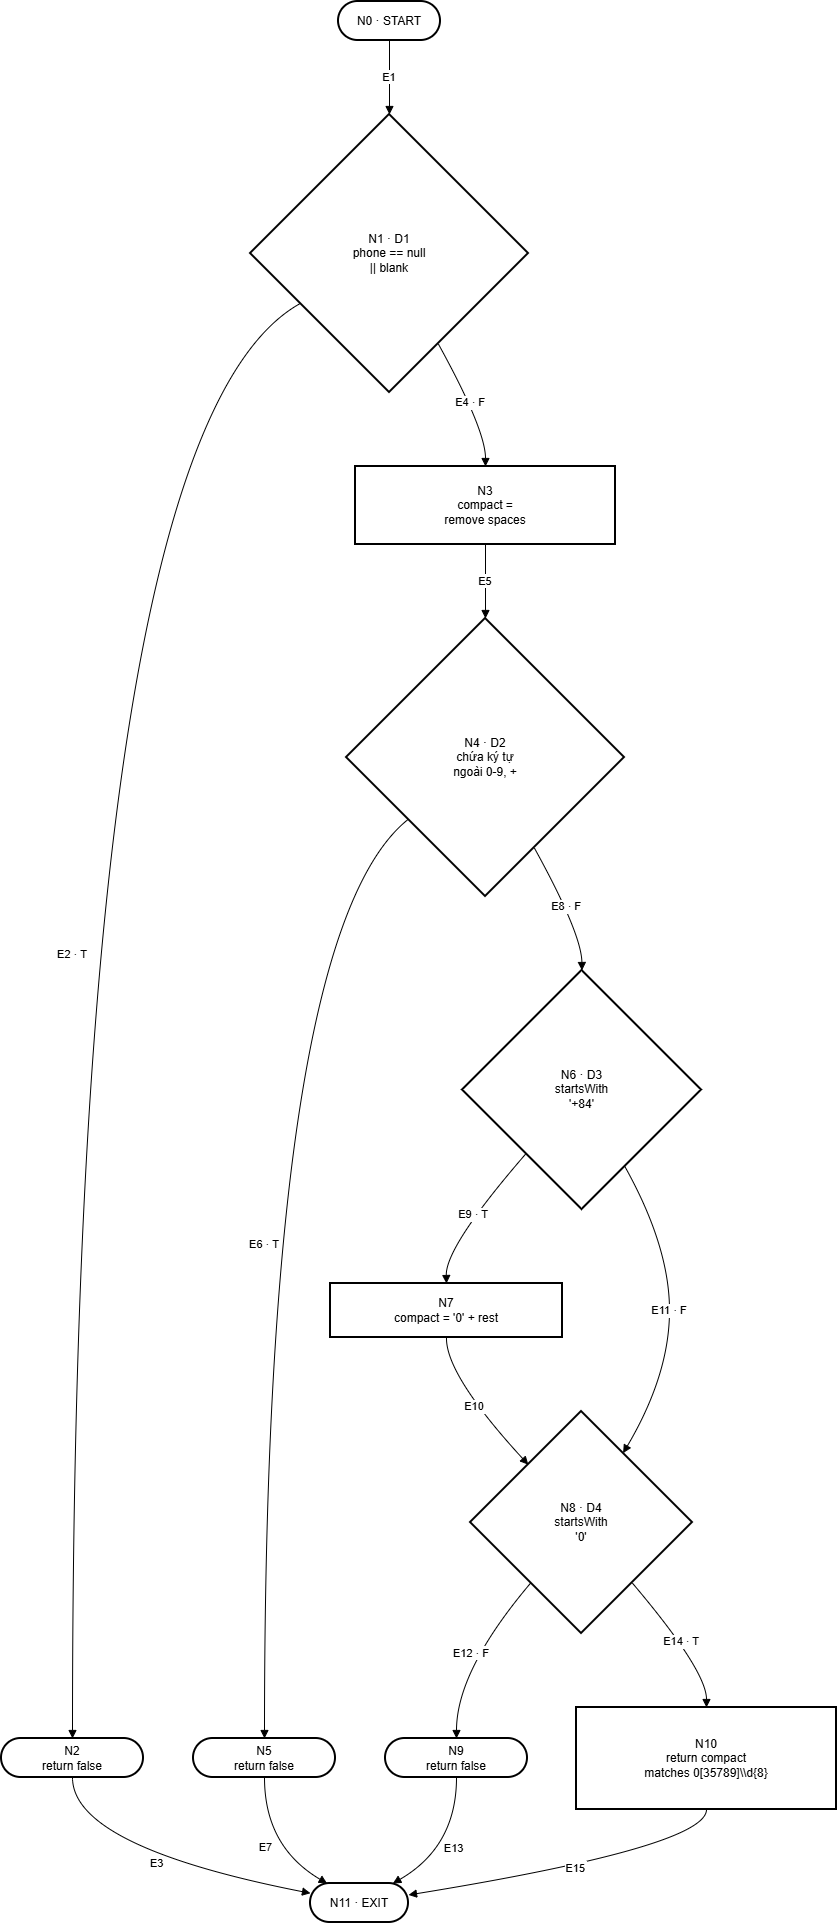 N0 · START
E1
N1 · D1
phone == null
|| blank
E4 · F
N3
compact =
remove spaces
E5
N4 · D2
chứa ký tự
ngoài 0-9, +
E8 · F
E2 · T
N6 · D3
startsWith
'+84'
E9 · T
E6 · T
N7
compact = '0' + rest
E11 · F
E10
N8 · D4
startsWith
'0'
E12 · F
E14 · T
N2
return false
N5
return false
N9
return false
N10
return compact
matches 0[35789]\\d{8}
E3
E7
E13
E15
N11 · EXIT